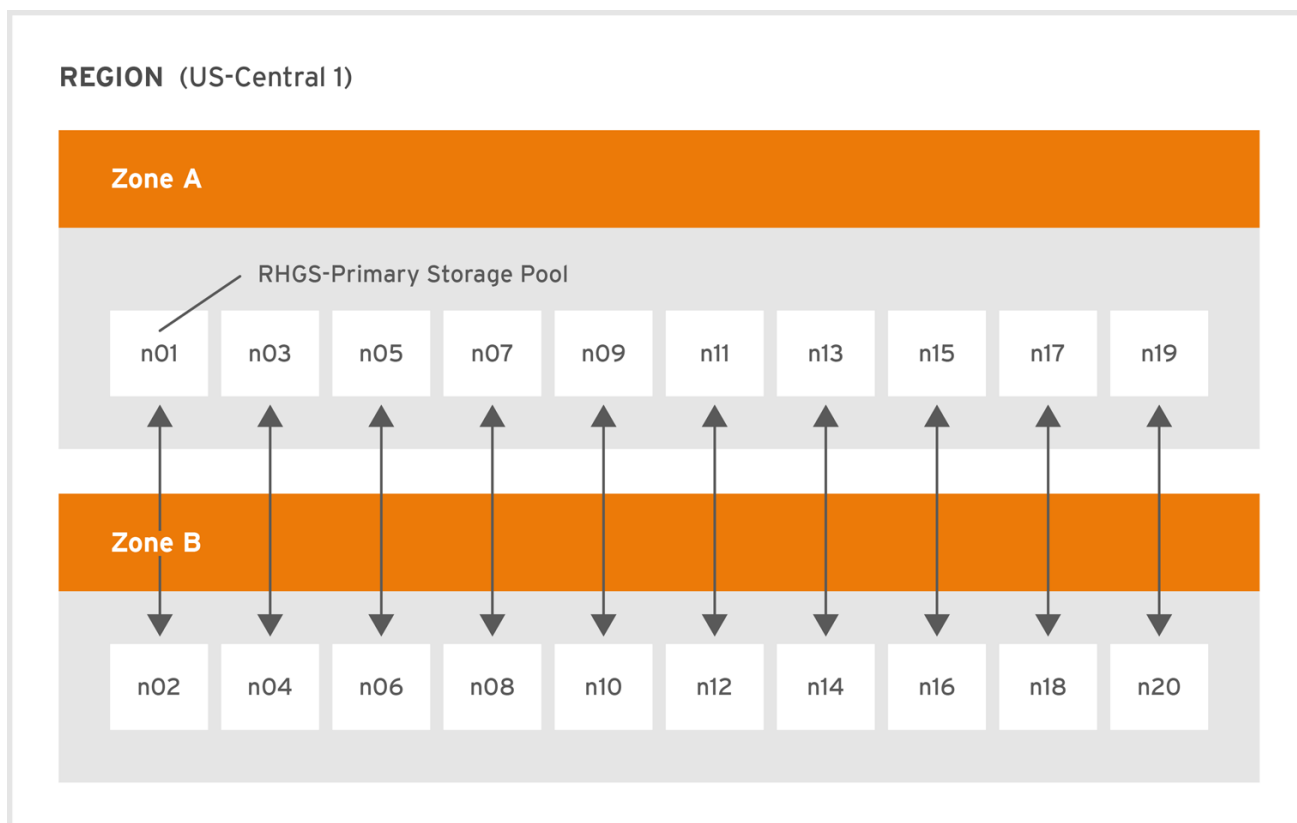 REGION (US-Central 1)
Zone A
RHGS-Primary Storage Pool
n01 n03 n05 n07 n09 n11 n13 n15 n17 n19
Zone B
n02 n04 n06 n08 n10 n12 n14 n16 n18 n20